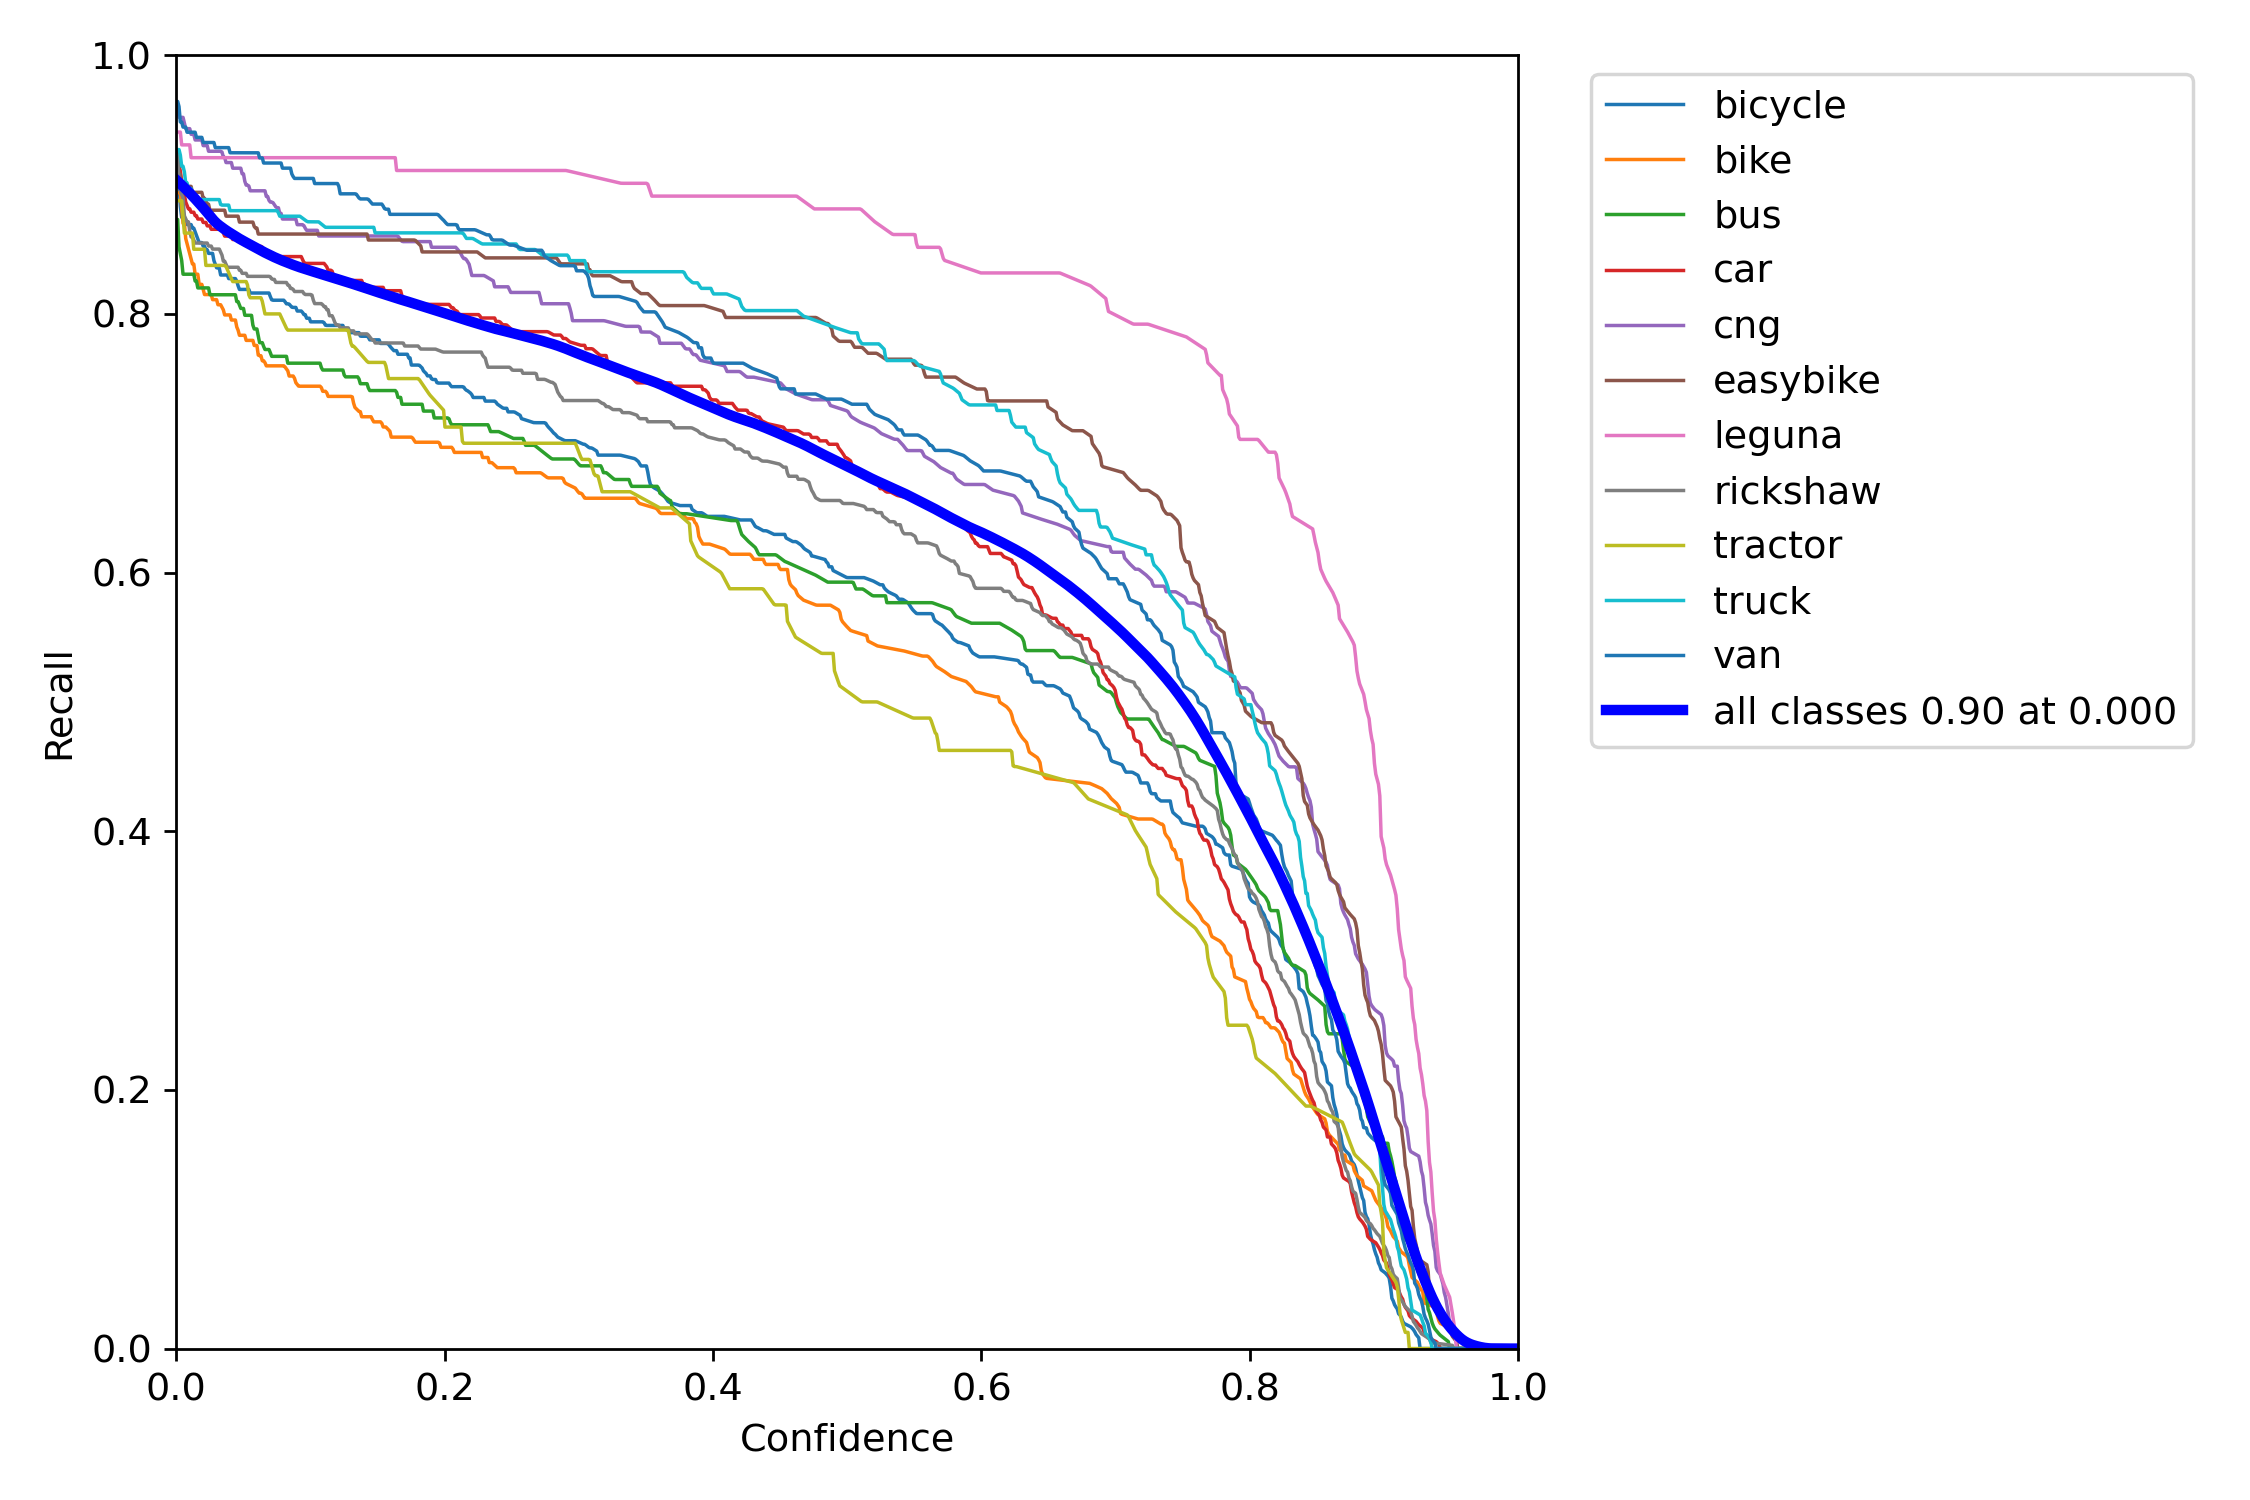 1.0
0.8
0.6
0.4
0.2
0.0
Recall
0.0 0.2 0.4 0.6 0.8 1.0
Confidence
bicycle
bike
bus
car
cng
easybike
leguna
rickshaw
tractor
truck
van
all classes 0.90 at 0.000